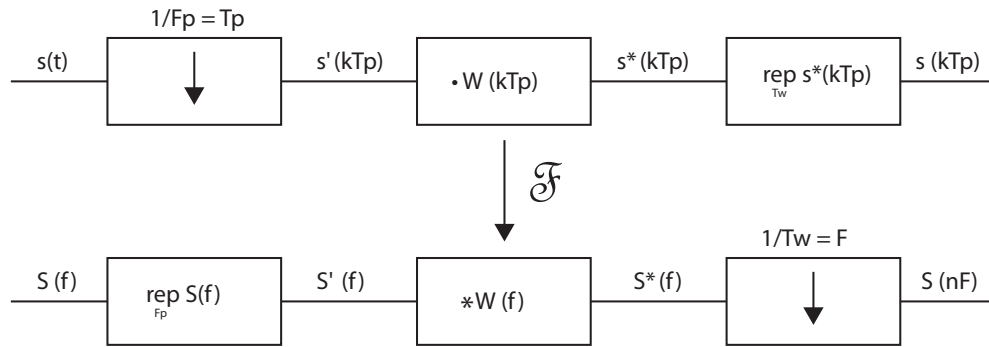 1/Fp = Tp
s(t)
s'(kTp)
· W (kTp)
s*(kTp)
rep s*(kTp)
Tw
s (kTp)
ℱ
1/Tw = F
S (f)
rep S(f)
Fp
S' (f)
*W (f)
S* (f)
S (nF)